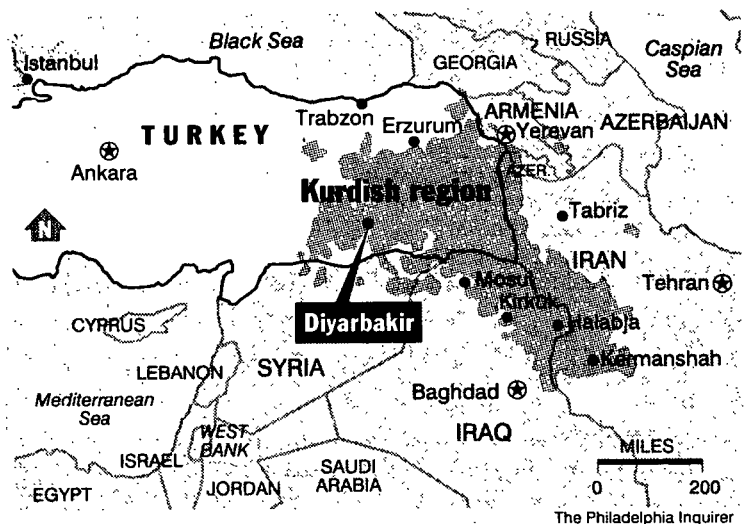 Black Sea
RUSSIA
Caspian
Sea
Istanbul
GEORGIA
Trabzon
Erzurum
ARMENIA
Yerevan
AZERBAIJAN
TURKEY
Ankara
AZER.
Kurdish region
N
Tabriz
IRAN
Tehran
Mosul
Kirkuk
Diyarbakir
Halabja
CYPRUS
Kermanshah
LEBANON
SYRIA
Baghdad
Mediterranean
Sea
WEST
BANK
IRAQ
MILES
ISRAEL
SAUDI
ARABIA
0 200
EGYPT
JORDAN
The Philadelphia Inquirer